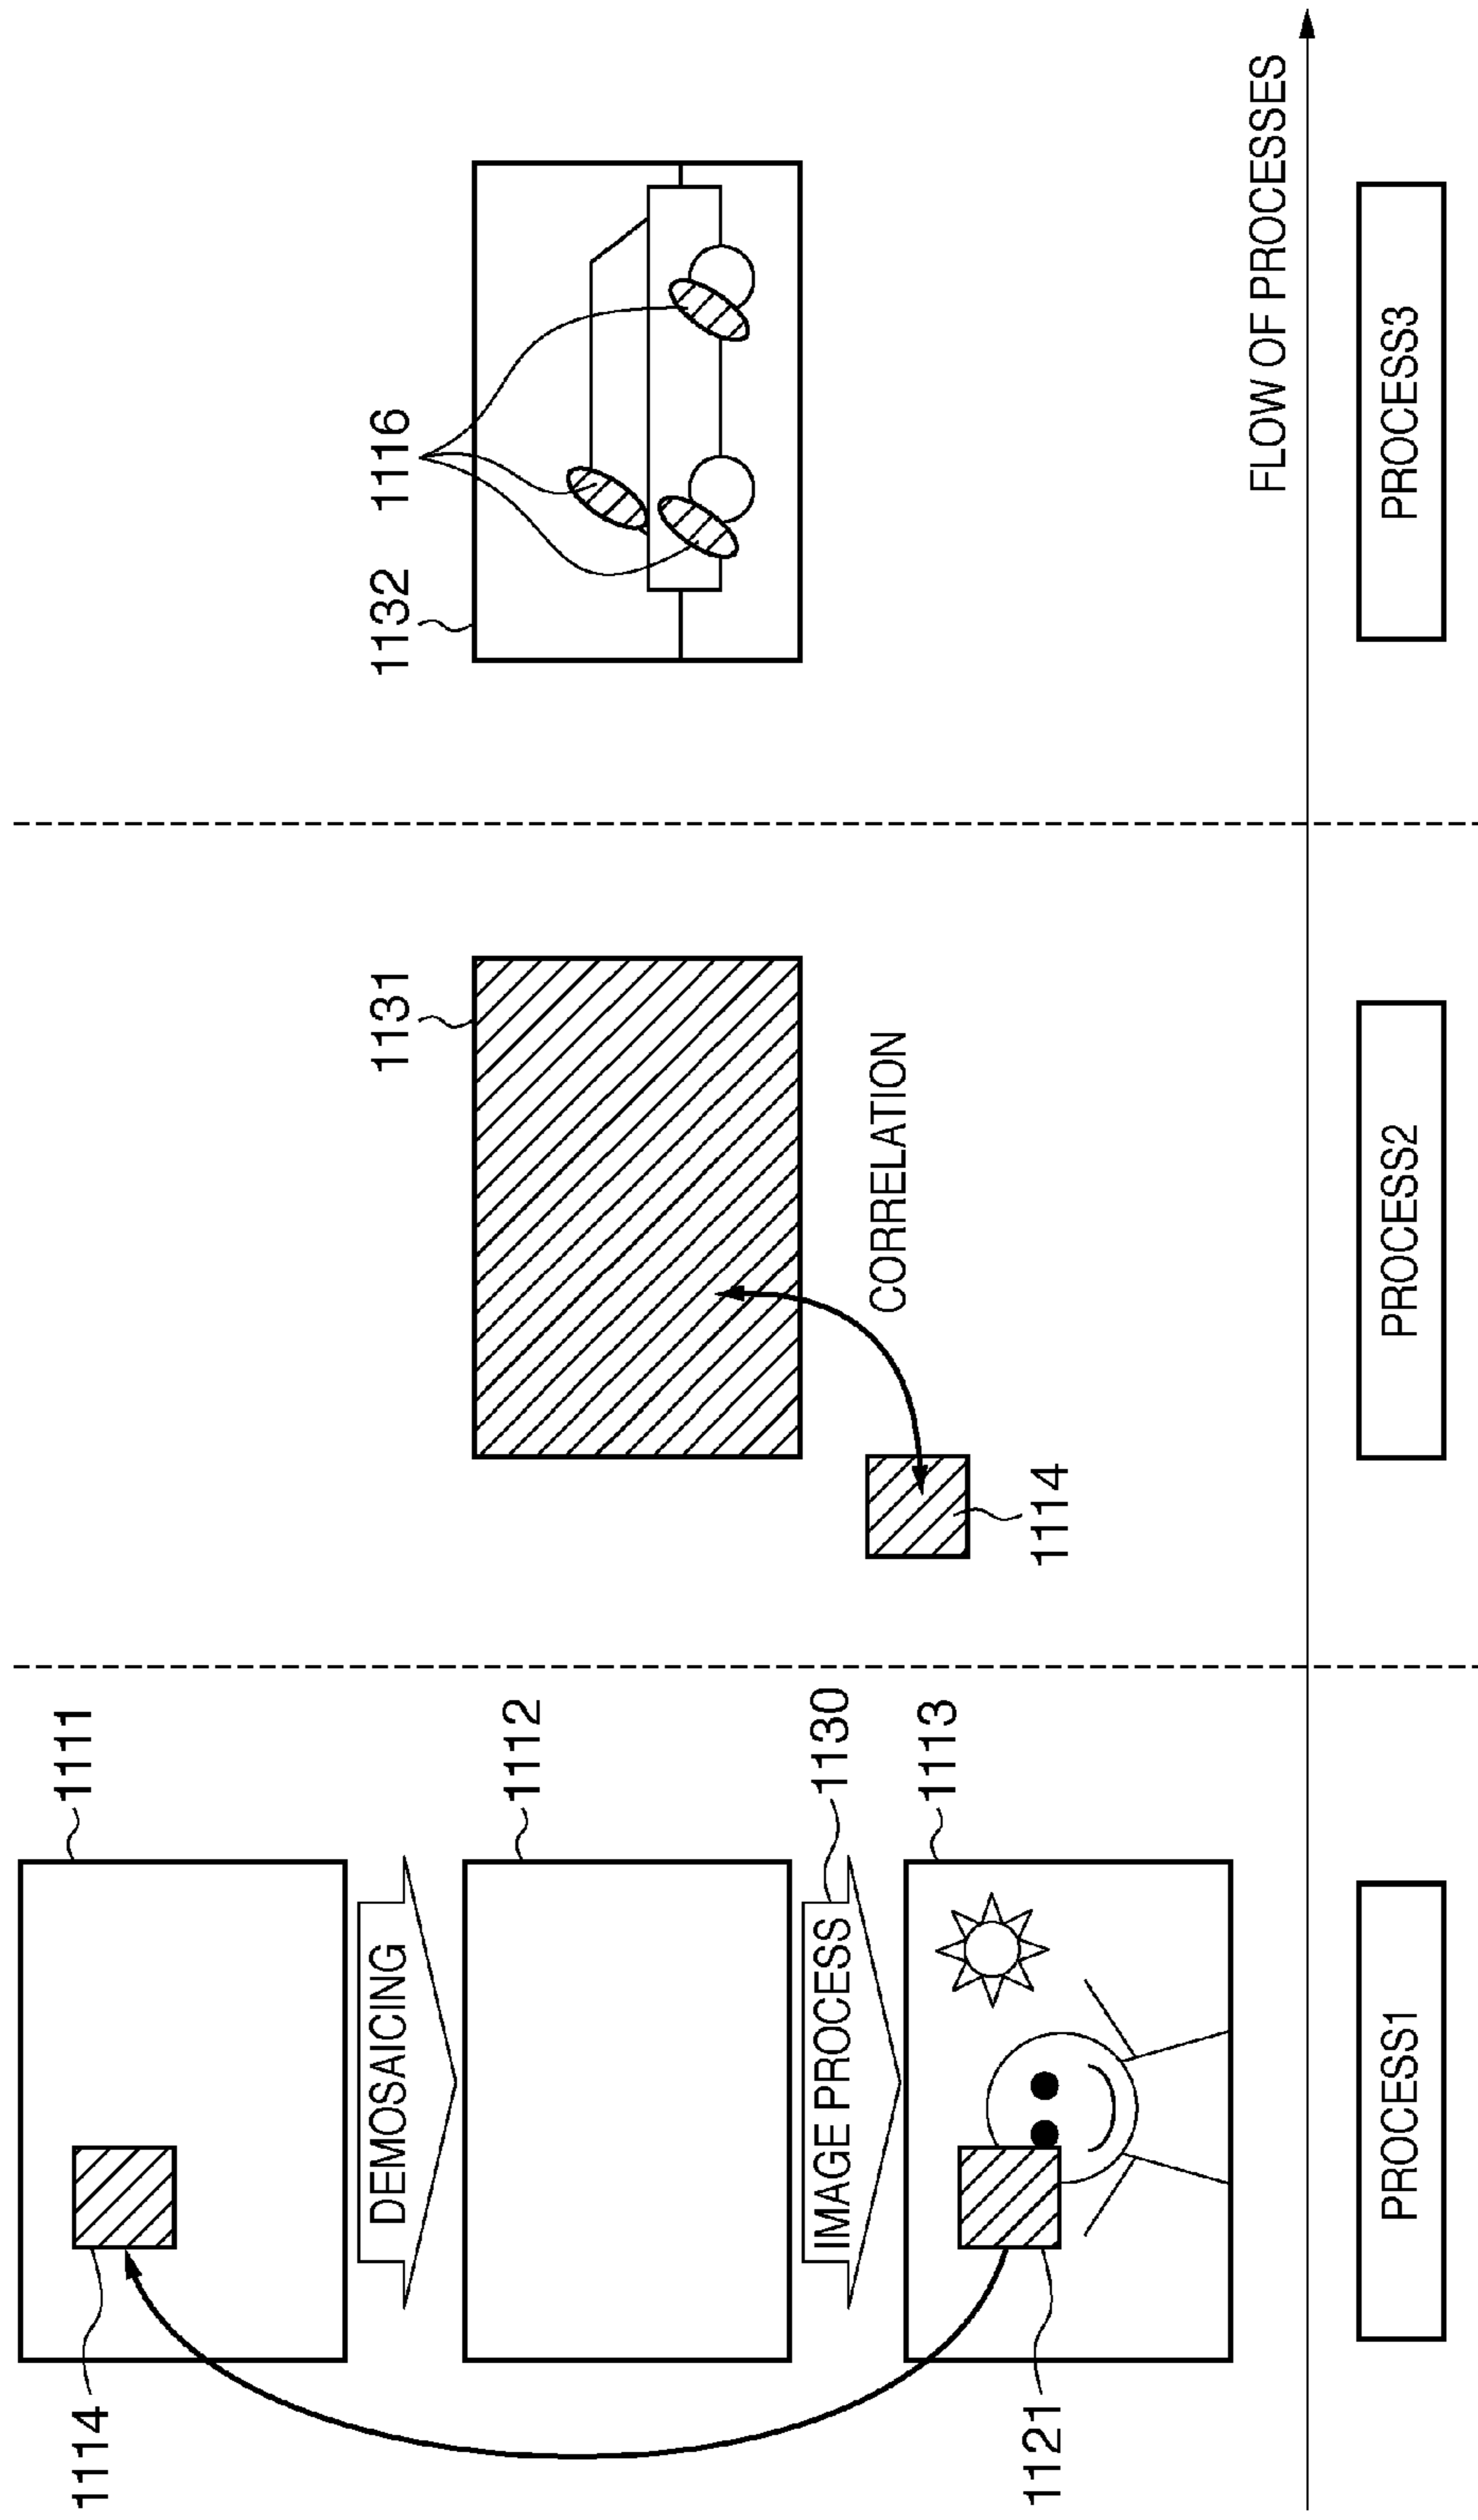 1111
1114
DEMOSAICING
1112
IMAGE PROCESS
1130
1113
1121
PROCESS1
1131
CORRELATION
1114
PROCESS2
1132
1116
PROCESS3
FLOW OF PROCESSES